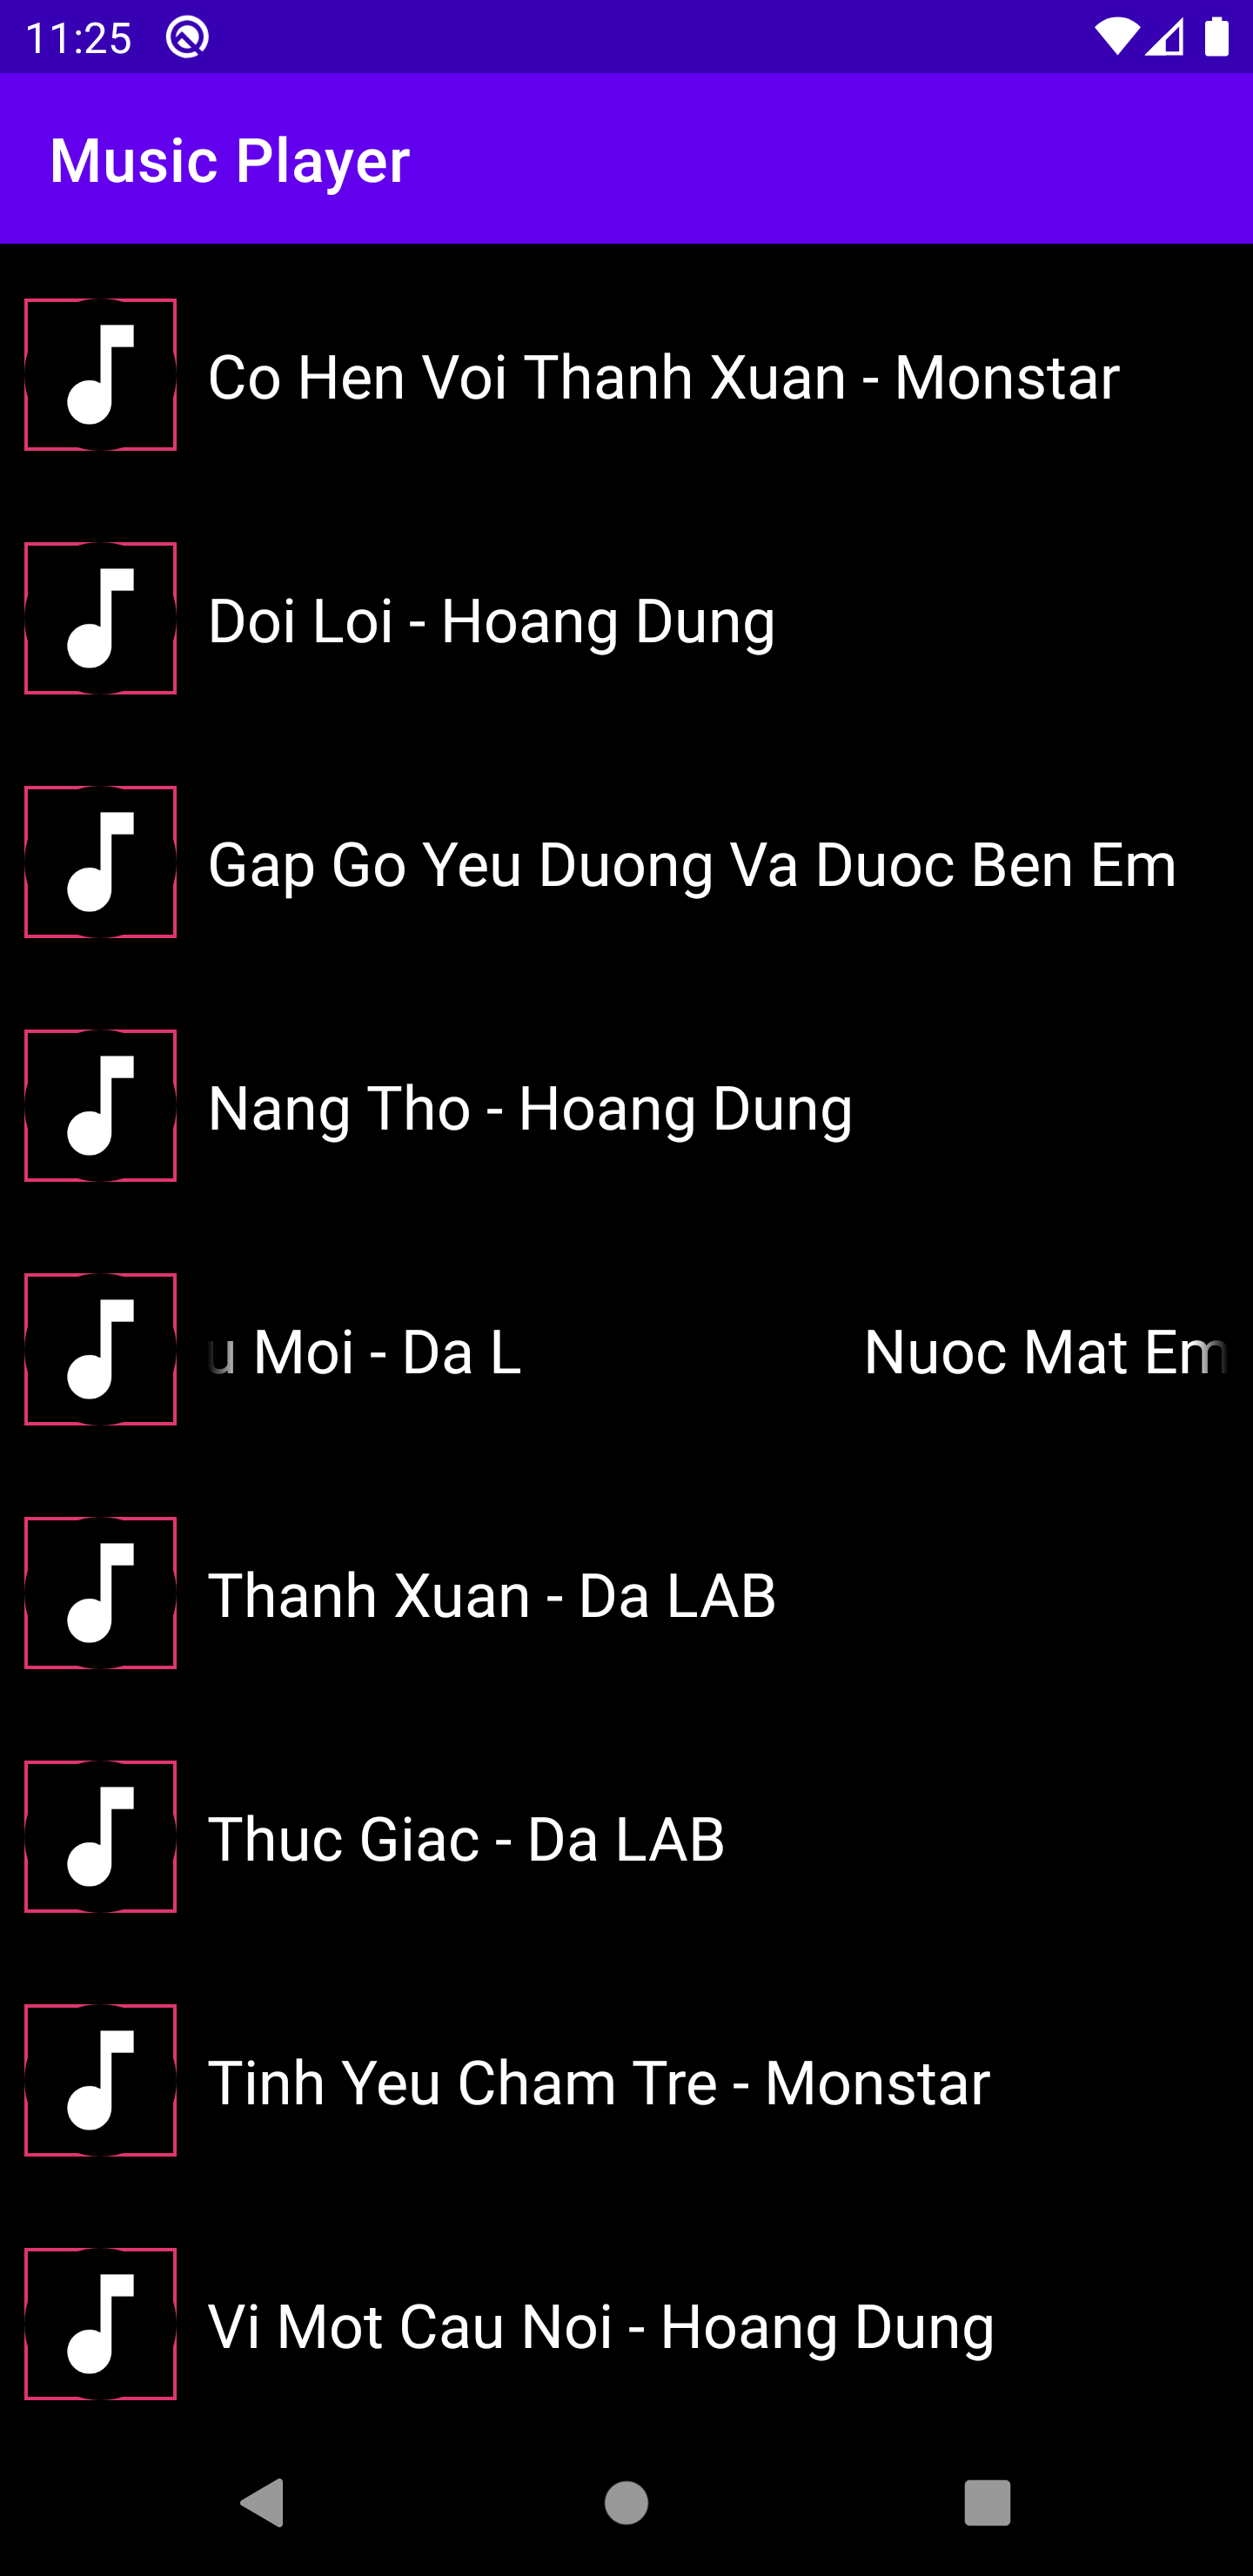 11:25
Music Player
Co Hen Voi Thanh Xuan - Monstar
Doi Loi - Hoang Dung
Gap Go Yeu Duong Va Duoc Ben Em
Nang Tho - Hoang Dung
u Moi - Da L Nuoc Mat Em
Thanh Xuan - Da LAB
Thuc Giac - Da LAB
Tinh Yeu Cham Tre - Monstar
Vi Mot Cau Noi - Hoang Dung